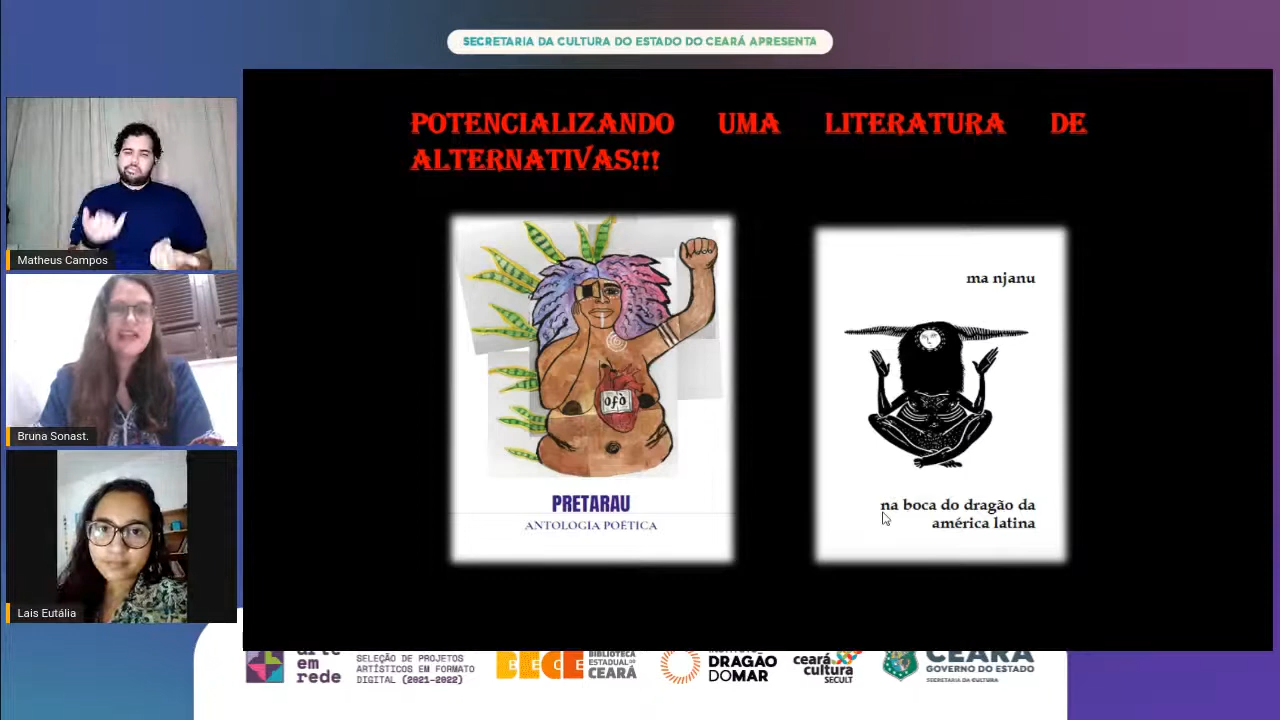 SECRETARIA DA CULTURA DO ESTADO DO CEARÁ APRESENTA
POTENCIALIZANDO UMA LITERATURA DE
ALTERNATIVAS!!!
Matheus Campos
Bruna Sonast.
Lais Eutália
ọfọ̀
PRETARAU
ANTOLOGIA POÉTICA
ma njanu
na boca do dragão da
américa latina
arte
em
rede
SELEÇÃO DE PROJETOS
ARTÍSTICOS EM FORMATO
DIGITAL (2021-2022)
BECE
BIBLIOTECA
ESTADUAL DO
CEARÁ
DRAGÃO
DO MAR
ceará
cultura
SECULT
CEARÁ
GOVERNO DO ESTADO
SECRETARIA DA CULTURA